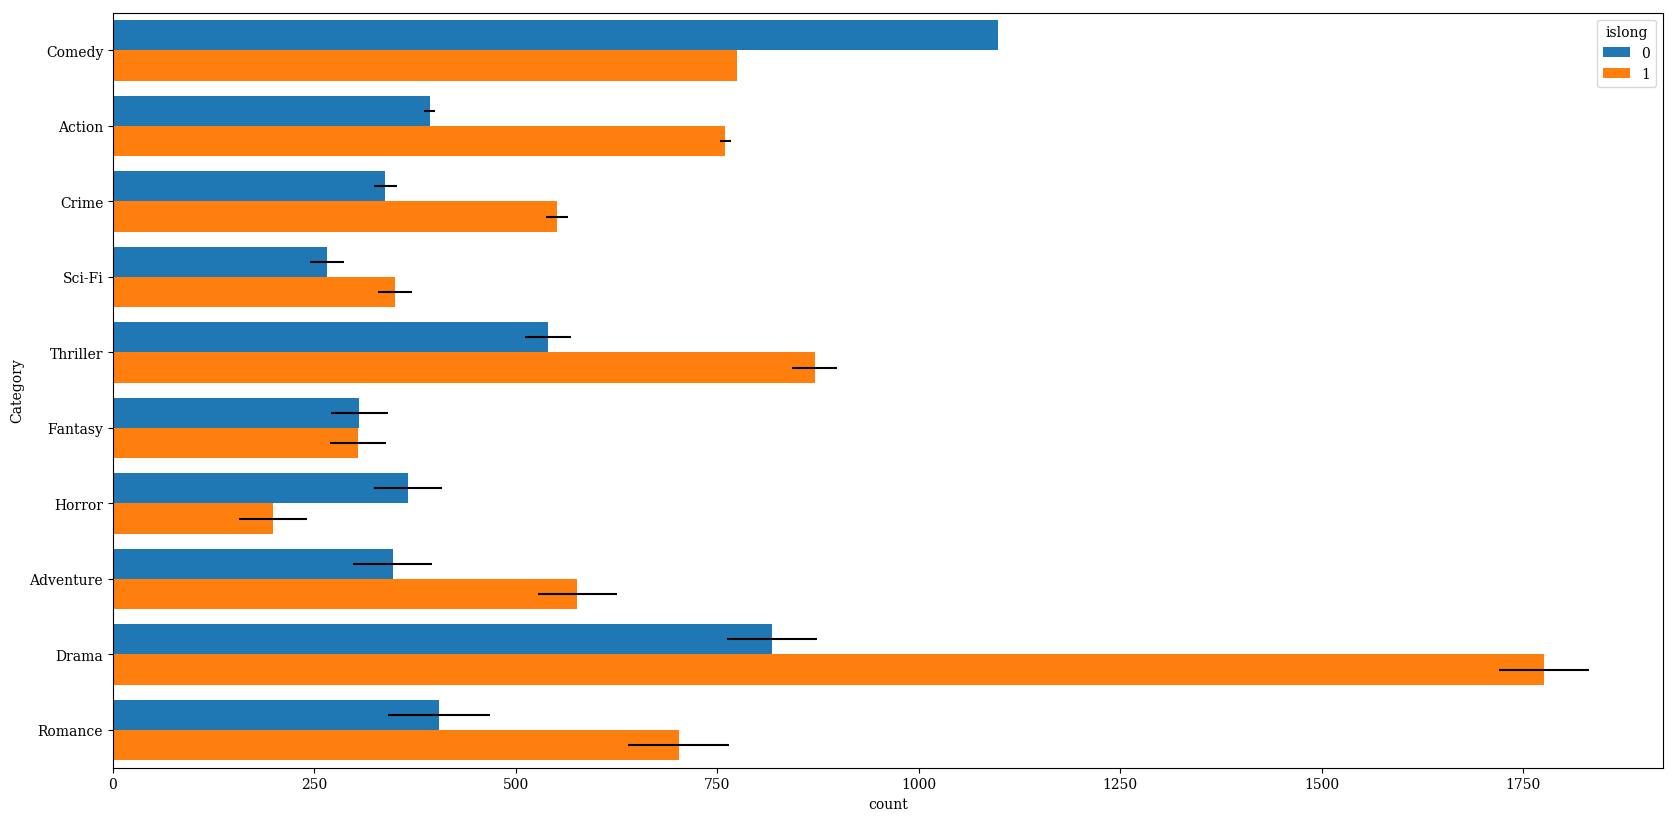 islong
0
1
Comedy
Action
Crime
Sci-Fi
Thriller
Fantasy
Horror
Adventure
Drama
Romance
Category
0 250 500 750 1000 1250 1500 1750
count